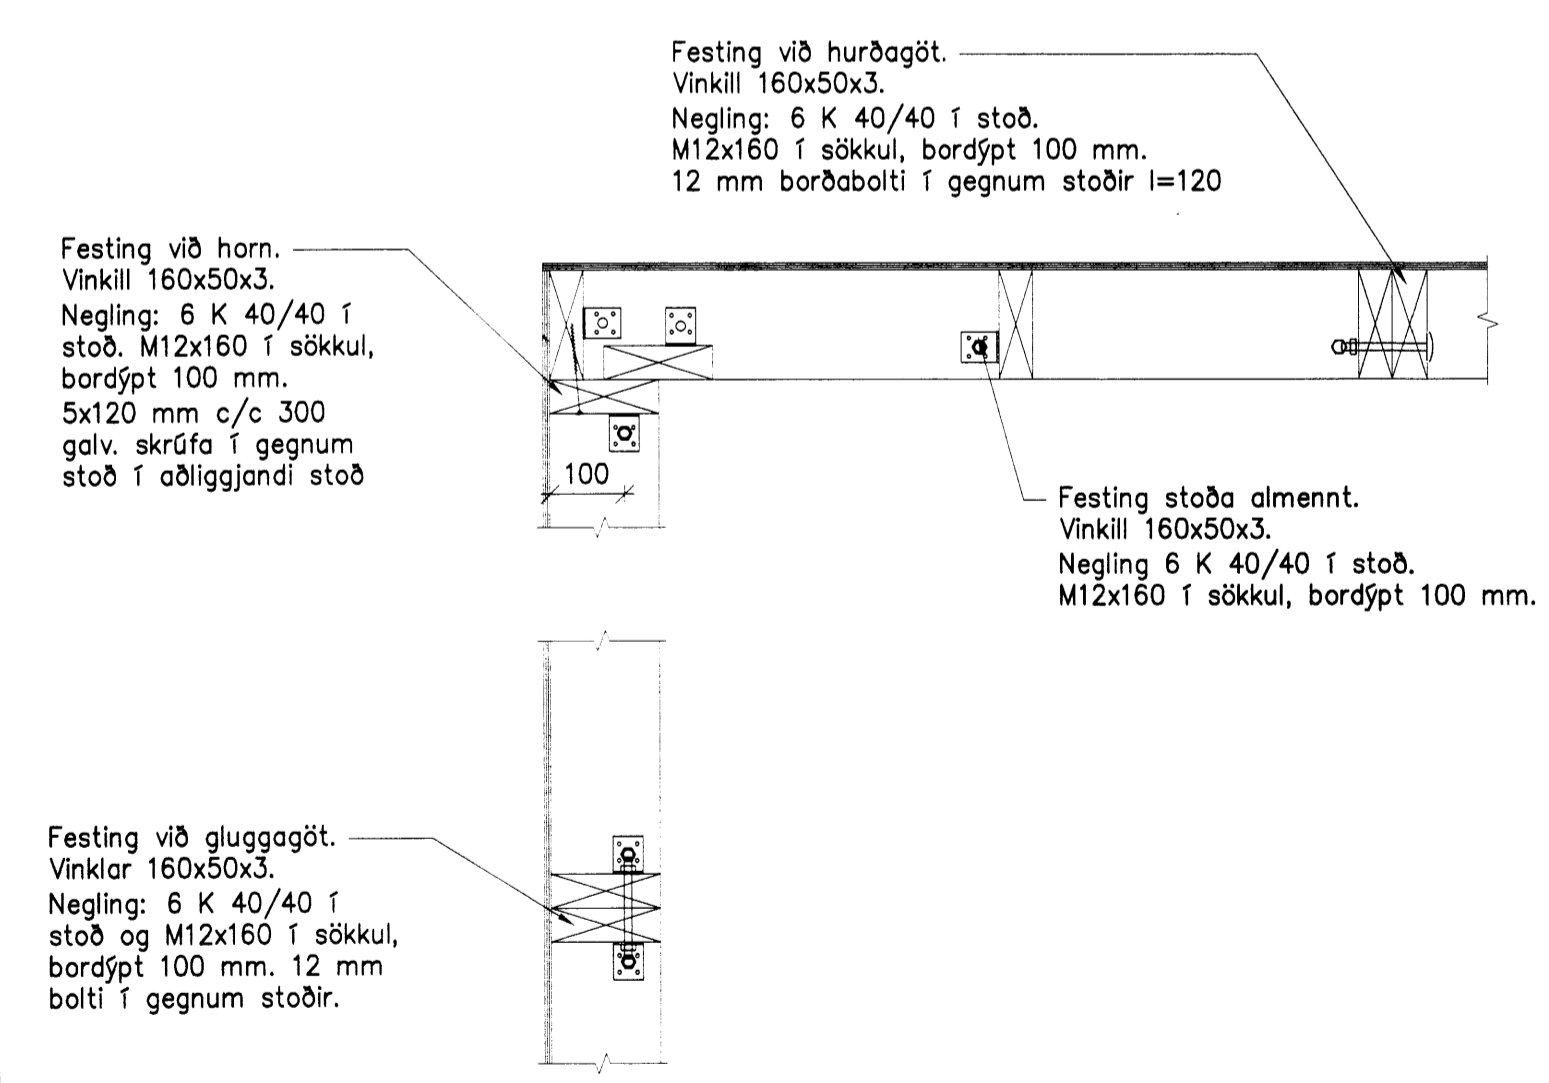 Festing við hurðagöt.
Vinkill 160x50x3.
Negling: 6 K 40/40 í stoð.
M12x160 í sökkul, bordýpt 100 mm.
12 mm borðabolti í gegnum stoðir l=120
Festing við horn.
Vinkill 160x50x3.
Negling: 6 K 40/40 í
stoð. M12x160 í sökkul,
bordýpt 100 mm.
5x120 mm c/c 300
galv. skrúfa í gegnum
stoð í aðliggjandi stoð
100
Festing stoða almennt.
Vinkill 160x50x3.
Negling 6 K 40/40 í stoð.
M12x160 í sökkul, bordýpt 100 mm.
Festing við gluggagöt.
Vinklar 160x50x3.
Negling: 6 K 40/40 í
stoð og M12x160 í sökkul,
bordýpt 100 mm. 12 mm
bolti í gegnum stoðir.